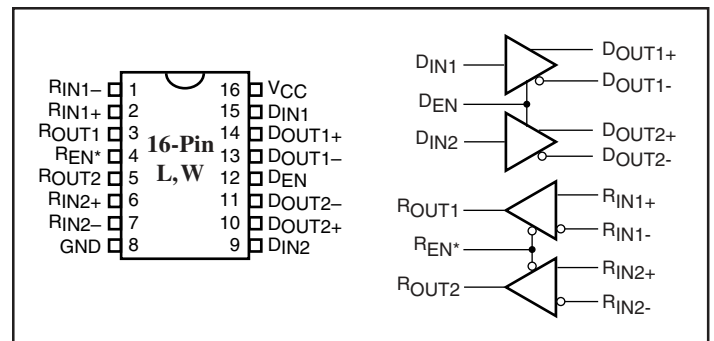 RIN1– 1 16 VCC
RIN1+ 2 15 DIN1
ROUT1 3 14 DOUT1+
REN* 4 13 DOUT1–
ROUT2 5 12 DEN
RIN2+ 6 11 DOUT2–
RIN2– 7 10 DOUT2+
GND 8 9 DIN2
16-Pin
L,W
DIN1
DOUT1+
DOUT1-
DEN
DIN2
DOUT2+
DOUT2-
ROUT1
RIN1+
RIN1-
REN*
ROUT2
RIN2+
RIN2-